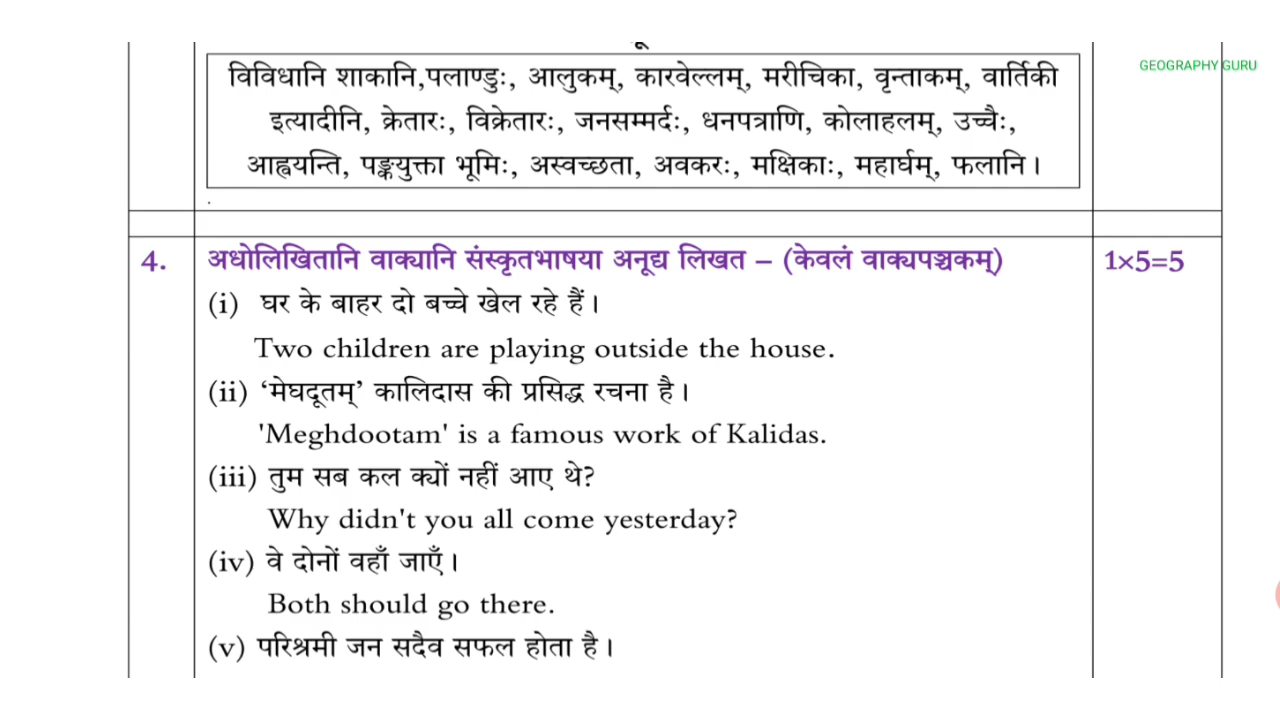 GEOGRAPHY GURU
विविधानि शाकानि,पलाण्डुः, आलुकम्, कारवेल्लम्, मरीचिका, वृन्ताकम्, वार्तिकी
इत्यादीनि, क्रेतारः, विक्रेतारः, जनसम्मर्दः, धनपत्राणि, कोलाहलम्, उच्चैः,
आह्वयन्ति, पङ्कयुक्ता भूमिः, अस्वच्छता, अवकरः, मक्षिकाः, महार्घम्, फलानि।
4. अधोलिखितानि वाक्यानि संस्कृतभाषया अनूद्य लिखत – (केवलं वाक्यपञ्चकम्) 1×5=5
(i) घर के बाहर दो बच्चे खेल रहे हैं।
Two children are playing outside the house.
(ii) ‘मेघदूतम्’ कालिदास की प्रसिद्ध रचना है।
'Meghdootam' is a famous work of Kalidas.
(iii) तुम सब कल क्यों नहीं आए थे?
Why didn't you all come yesterday?
(iv) वे दोनों वहाँ जाएँ।
Both should go there.
(v) परिश्रमी जन सदैव सफल होता है।